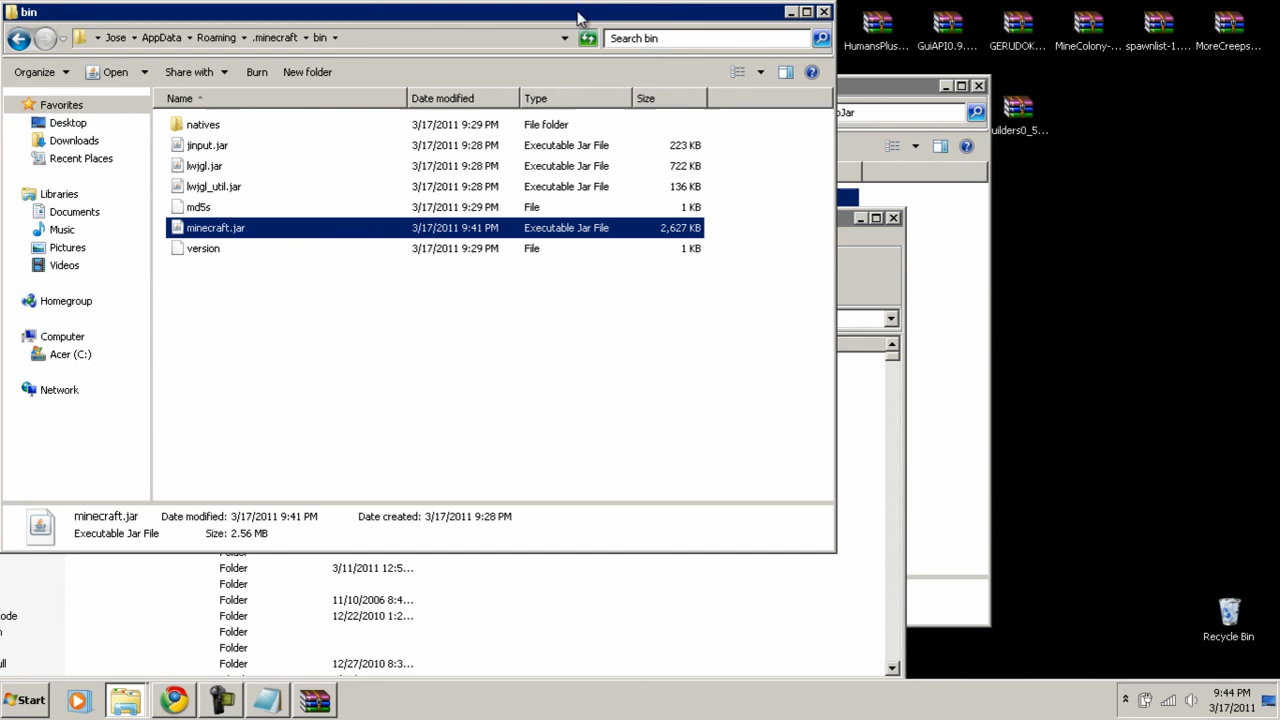 bin
Jose AppData Roaming .minecraft bin
Search bin
Organize Open Share with Burn New folder
Name Date modified Type Size
Favorites
Desktop
Downloads
Recent Places
Libraries
Documents
Music
Pictures
Videos
Homegroup
Computer
Acer (C:)
Network
natives 3/17/2011 9:29 PM File folder
jinput.jar 3/17/2011 9:28 PM Executable Jar File 223 KB
lwjgl.jar 3/17/2011 9:28 PM Executable Jar File 722 KB
lwjgl_util.jar 3/17/2011 9:28 PM Executable Jar File 136 KB
md5s 3/17/2011 9:29 PM File 1 KB
minecraft.jar 3/17/2011 9:41 PM Executable Jar File 2,627 KB
version 3/17/2011 9:29 PM File 1 KB
minecraft.jar Date modified: 3/17/2011 9:41 PM Date created: 3/17/2011 9:28 PM
Executable Jar File Size: 2.56 MB
HumansPlus... GuiAPI0.9.... GERUDOK... MineColony-... spawnlist-1.... MoreCreeps...
uilders0_5...
Folder
Folder 3/11/2011 12:5...
Folder
Folder 11/10/2006 8:4...
Folder 12/22/2010 1:2...
Folder
Folder
Folder 12/27/2010 8:3...
Recycle Bin
Start
9:44 PM
3/17/2011